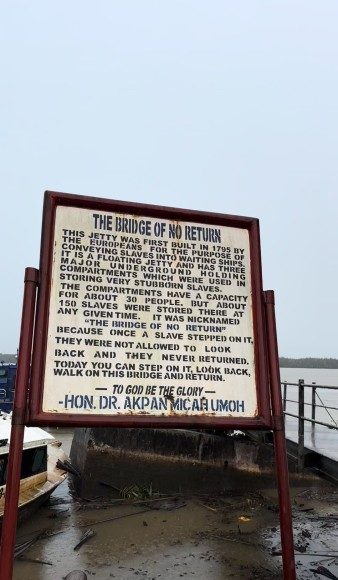 THE BRIDGE OF NO RETURN
THIS JETTY WAS FIRST BUILT IN 1795 BY
THE EUROPEANS FOR THE PURPOSE OF
CONVEYING SLAVES INTO WAITING SHIPS.
IT IS A FLOATING JETTY AND HAS THREE
MAJOR UNDERGROUND HOLDING
COMPARTMENTS WHICH WERE USED IN
STORING VERY STUBBORN SLAVES.
THE COMPARTMENTS HAVE A CAPACITY
FOR ABOUT 30 PEOPLE, BUT ABOUT
150 SLAVES WERE STORED THERE AT
ANY GIVEN TIME. IT WAS NICKNAMED
"THE BRIDGE OF NO RETURN"
BECAUSE ONCE A SLAVE STEPPED ON IT,
THEY WERE NOT ALLOWED TO LOOK
BACK AND THEY NEVER RETURNED.
TODAY YOU CAN STEP ON IT, LOOK BACK,
WALK ON THIS BRIDGE AND RETURN.
— TO GOD BE THE GLORY —
-HON. DR. AKPAN MICAH UMOH